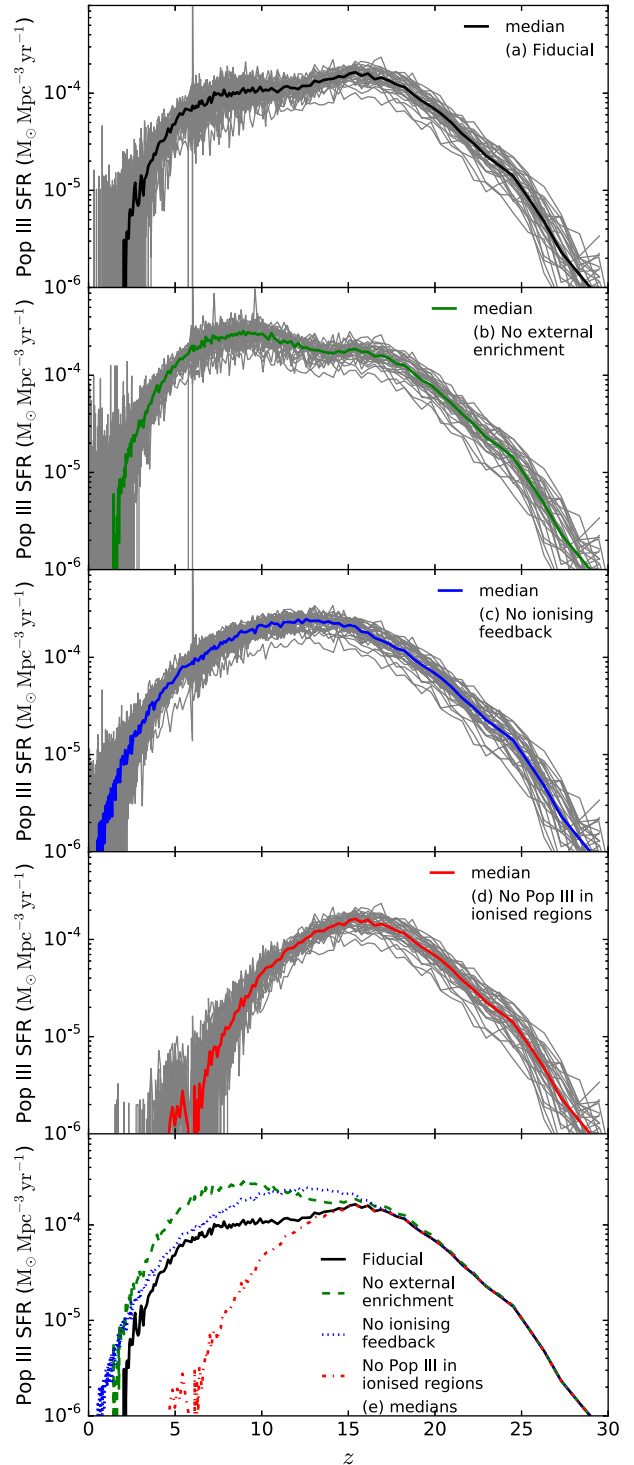 Pop III SFR (M⊙ Mpc⁻³ yr⁻¹)
10⁻⁴
10⁻⁵
10⁻⁶
median
(a) Fiducial
Pop III SFR (M⊙ Mpc⁻³ yr⁻¹)
10⁻⁴
10⁻⁵
10⁻⁶
median
(b) No external
enrichment
Pop III SFR (M⊙ Mpc⁻³ yr⁻¹)
10⁻⁴
10⁻⁵
10⁻⁶
median
(c) No ionising
feedback
Pop III SFR (M⊙ Mpc⁻³ yr⁻¹)
10⁻⁴
10⁻⁵
10⁻⁶
median
(d) No Pop III in
ionised regions
Pop III SFR (M⊙ Mpc⁻³ yr⁻¹)
10⁻⁴
10⁻⁵
10⁻⁶
Fiducial
No external
enrichment
No ionising
feedback
No Pop III in
ionised regions
(e) medians
0 5 10 15 20 25 30
z